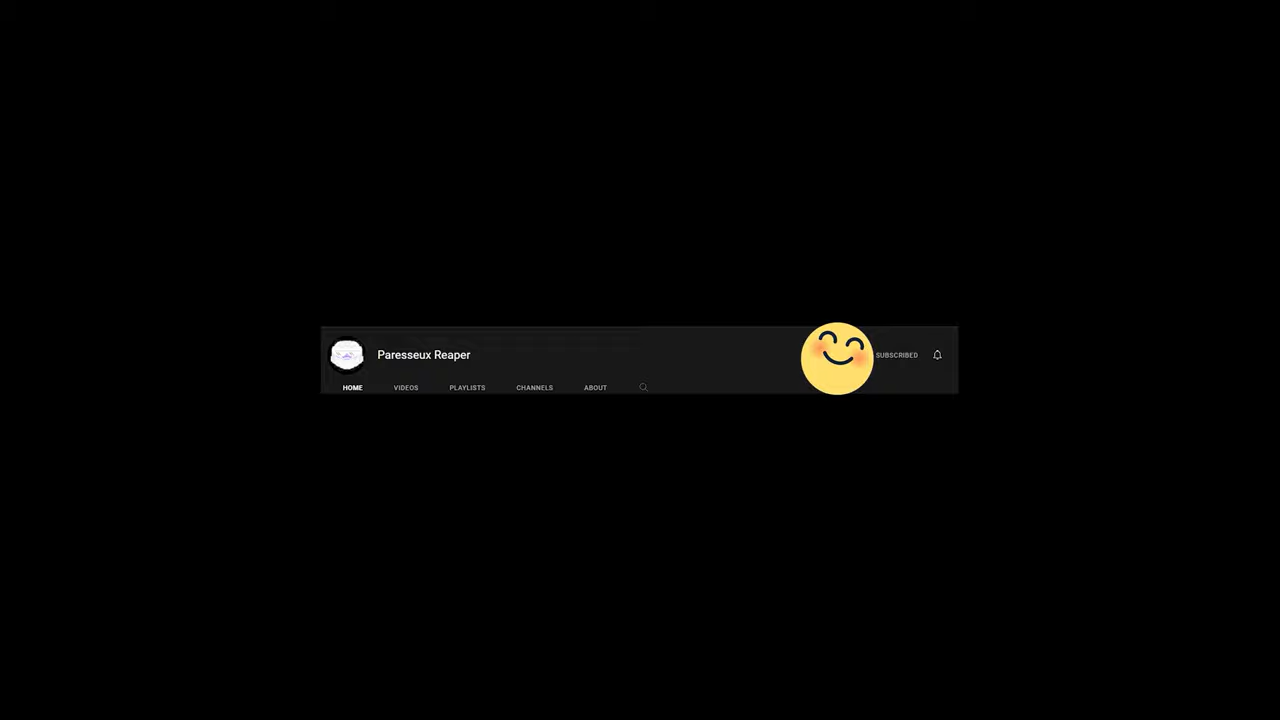 Paresseux Reaper
SUBSCRIBED
HOME VIDEOS PLAYLISTS CHANNELS ABOUT